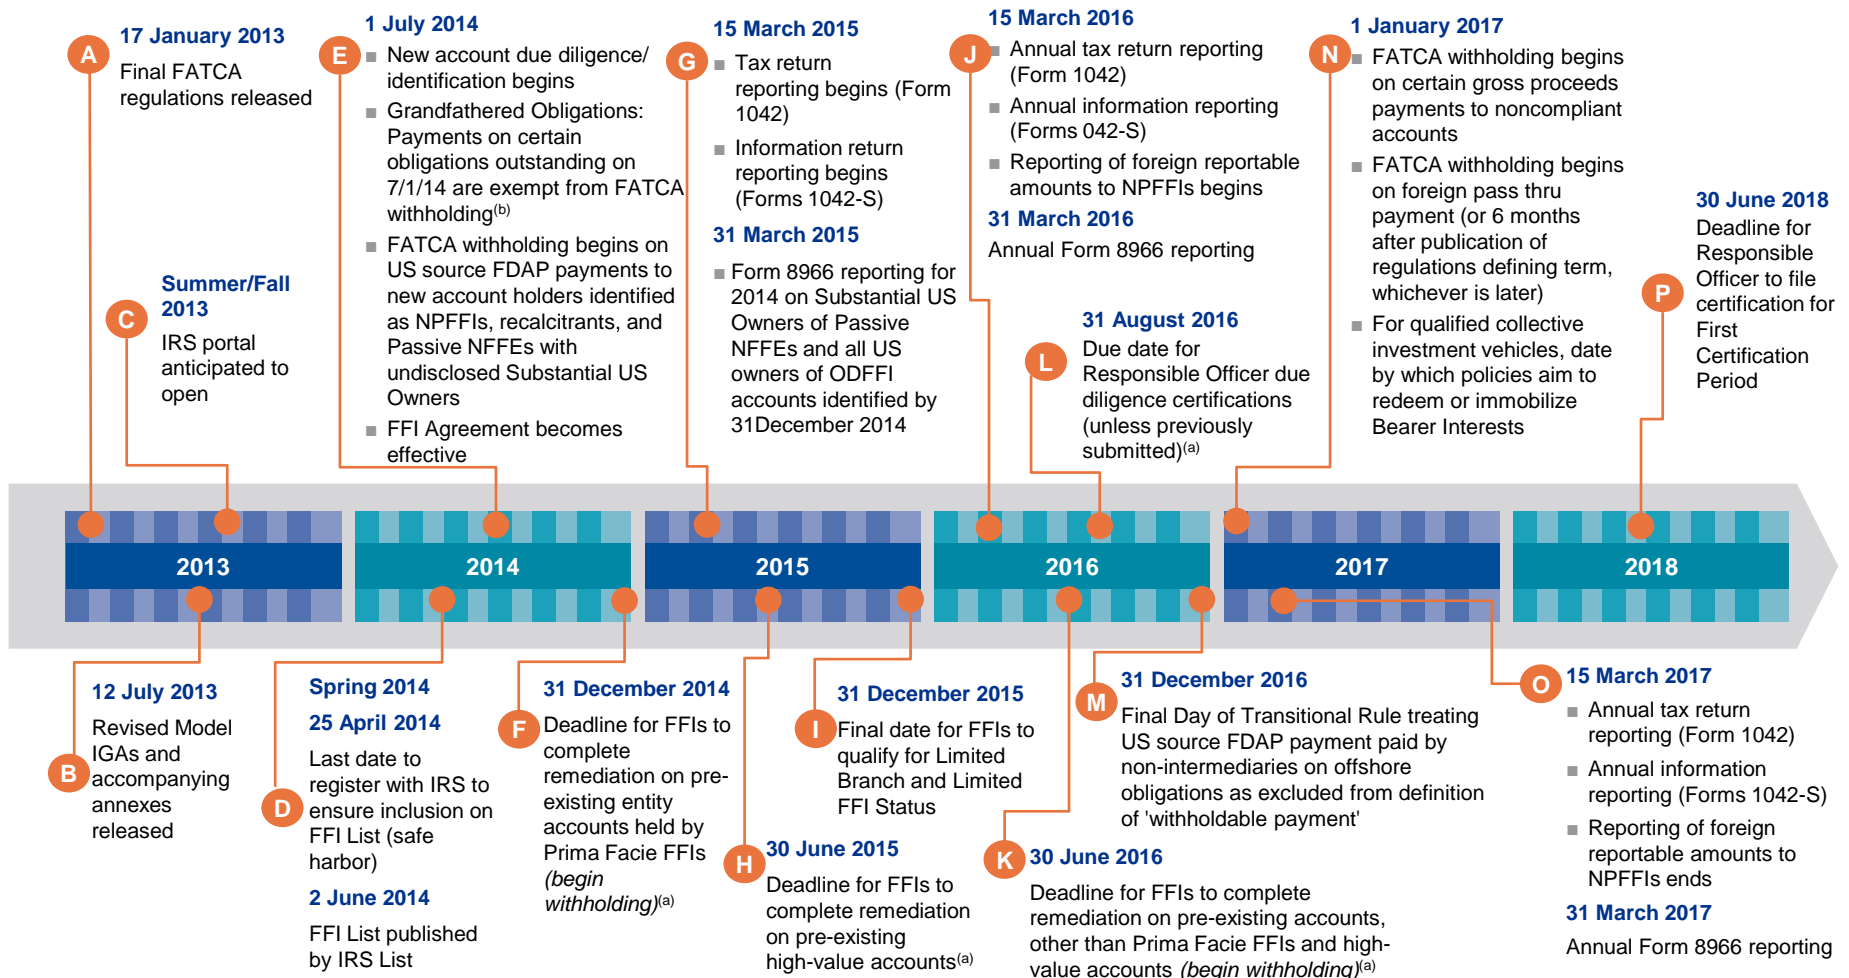 A
17 January 2013
Final FATCA
regulations released
C
Summer/Fall
2013
IRS portal
anticipated to
open
E
1 July 2014
■ New account due diligence/
identification begins
■ Grandfathered Obligations:
Payments on certain
obligations outstanding on
7/1/14 are exempt from FATCA
withholding(b)
■ FATCA withholding begins on
US source FDAP payments to
new account holders identified
as NPFFIs, recalcitrants, and
Passive NFFEs with
undisclosed Substantial US
Owners
■ FFI Agreement becomes
effective
G
15 March 2015
■ Tax return
reporting begins (Form
1042)
■ Information return
reporting begins
(Forms 1042-S)
31 March 2015
■ Form 8966 reporting for
2014 on Substantial US
Owners of Passive
NFFEs and all US
owners of ODFFI
accounts identified by
31December 2014
J
15 March 2016
■ Annual tax return reporting
(Form 1042)
■ Annual information reporting
(Forms 042-S)
■ Reporting of foreign reportable
amounts to NPFFIs begins
31 March 2016
Annual Form 8966 reporting
L
31 August 2016
Due date for
Responsible Officer due
diligence certifications
(unless previously
submitted)(a)
N
1 January 2017
■ FATCA withholding begins
on certain gross proceeds
payments to noncompliant
accounts
■ FATCA withholding begins
on foreign pass thru
payment (or 6 months
after publication of
regulations defining term,
whichever is later)
■ For qualified collective
investment vehicles, date
by which policies aim to
redeem or immobilize
Bearer Interests
P
30 June 2018
Deadline for
Responsible
Officer to file
certification for
First
Certification
Period
2013
2014
2015
2016
2017
2018
B
12 July 2013
Revised Model
IGAs and
accompanying
annexes
released
D
Spring 2014
25 April 2014
Last date to
register with IRS to
ensure inclusion on
FFI List (safe
harbor)
2 June 2014
FFI List published
by IRS List
F
31 December 2014
Deadline for FFIs to
complete
remediation on pre-
existing entity
accounts held by
Prima Facie FFIs
(begin
withholding)(a)
H
30 June 2015
Deadline for FFIs to
complete remediation
on pre-existing
high-value accounts(a)
I
31 December 2015
Final date for FFIs to
qualify for Limited
Branch and Limited
FFI Status
K
30 June 2016
Deadline for FFIs to complete
remediation on pre-existing accounts,
other than Prima Facie FFIs and high-
value accounts (begin withholding)(a)
M
31 December 2016
Final Day of Transitional Rule treating
US source FDAP payment paid by
non-intermediaries on offshore
obligations as excluded from definition
of 'withholdable payment'
O
15 March 2017
■ Annual tax return
reporting (Form 1042)
■ Annual information
reporting (Forms 1042-S)
■ Reporting of foreign
reportable amounts to
NPFFIs ends
31 March 2017
Annual Form 8966 reporting